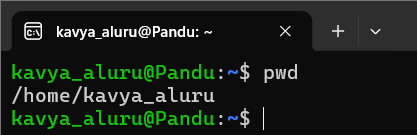 kavya_aluru@Pandu: ~
kavya_aluru@Pandu:~$ pwd
/home/kavya_aluru
kavya_aluru@Pandu:~$